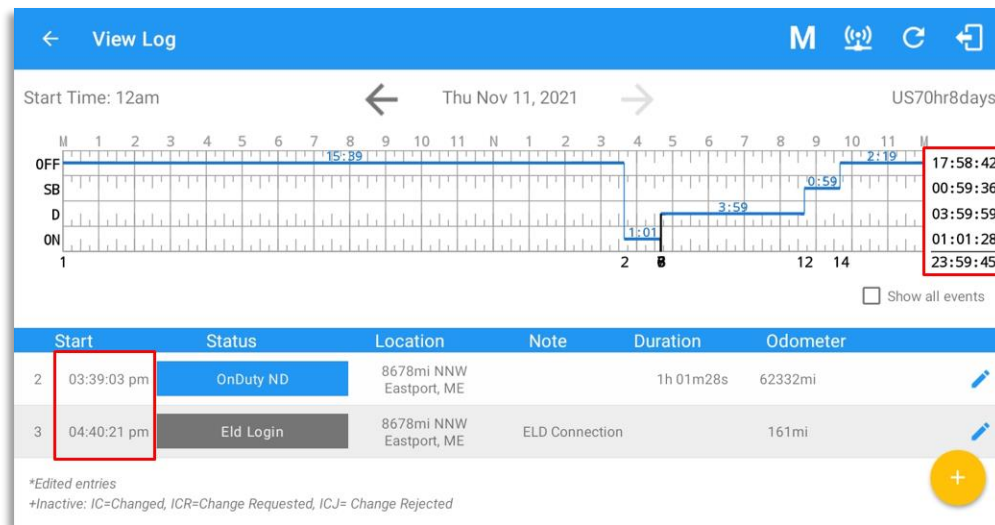 View Log M
Start Time: 12am Thu Nov 11, 2021 US70hr8days
M 1 2 3 4 5 6 7 8 9 10 11 N 1 2 3 4 5 6 7 8 9 10 11 M
OFF 15:39 2:19 17:58:42
SB 0:59 00:59:36
D 3:59 03:59:59
ON 1:01 01:01:28
1 2 12 14 23:59:45
Show all events
Start Status Location Note Duration Odometer
2 03:39:03 pm OnDuty ND 8678mi NNW 1h 01m28s 62332mi
Eastport, ME
3 04:40:21 pm Eld Login 8678mi NNW ELD Connection 161mi
Eastport, ME
+
*Edited entries
+Inactive: IC=Changed, ICR=Change Requested, ICJ= Change Rejected